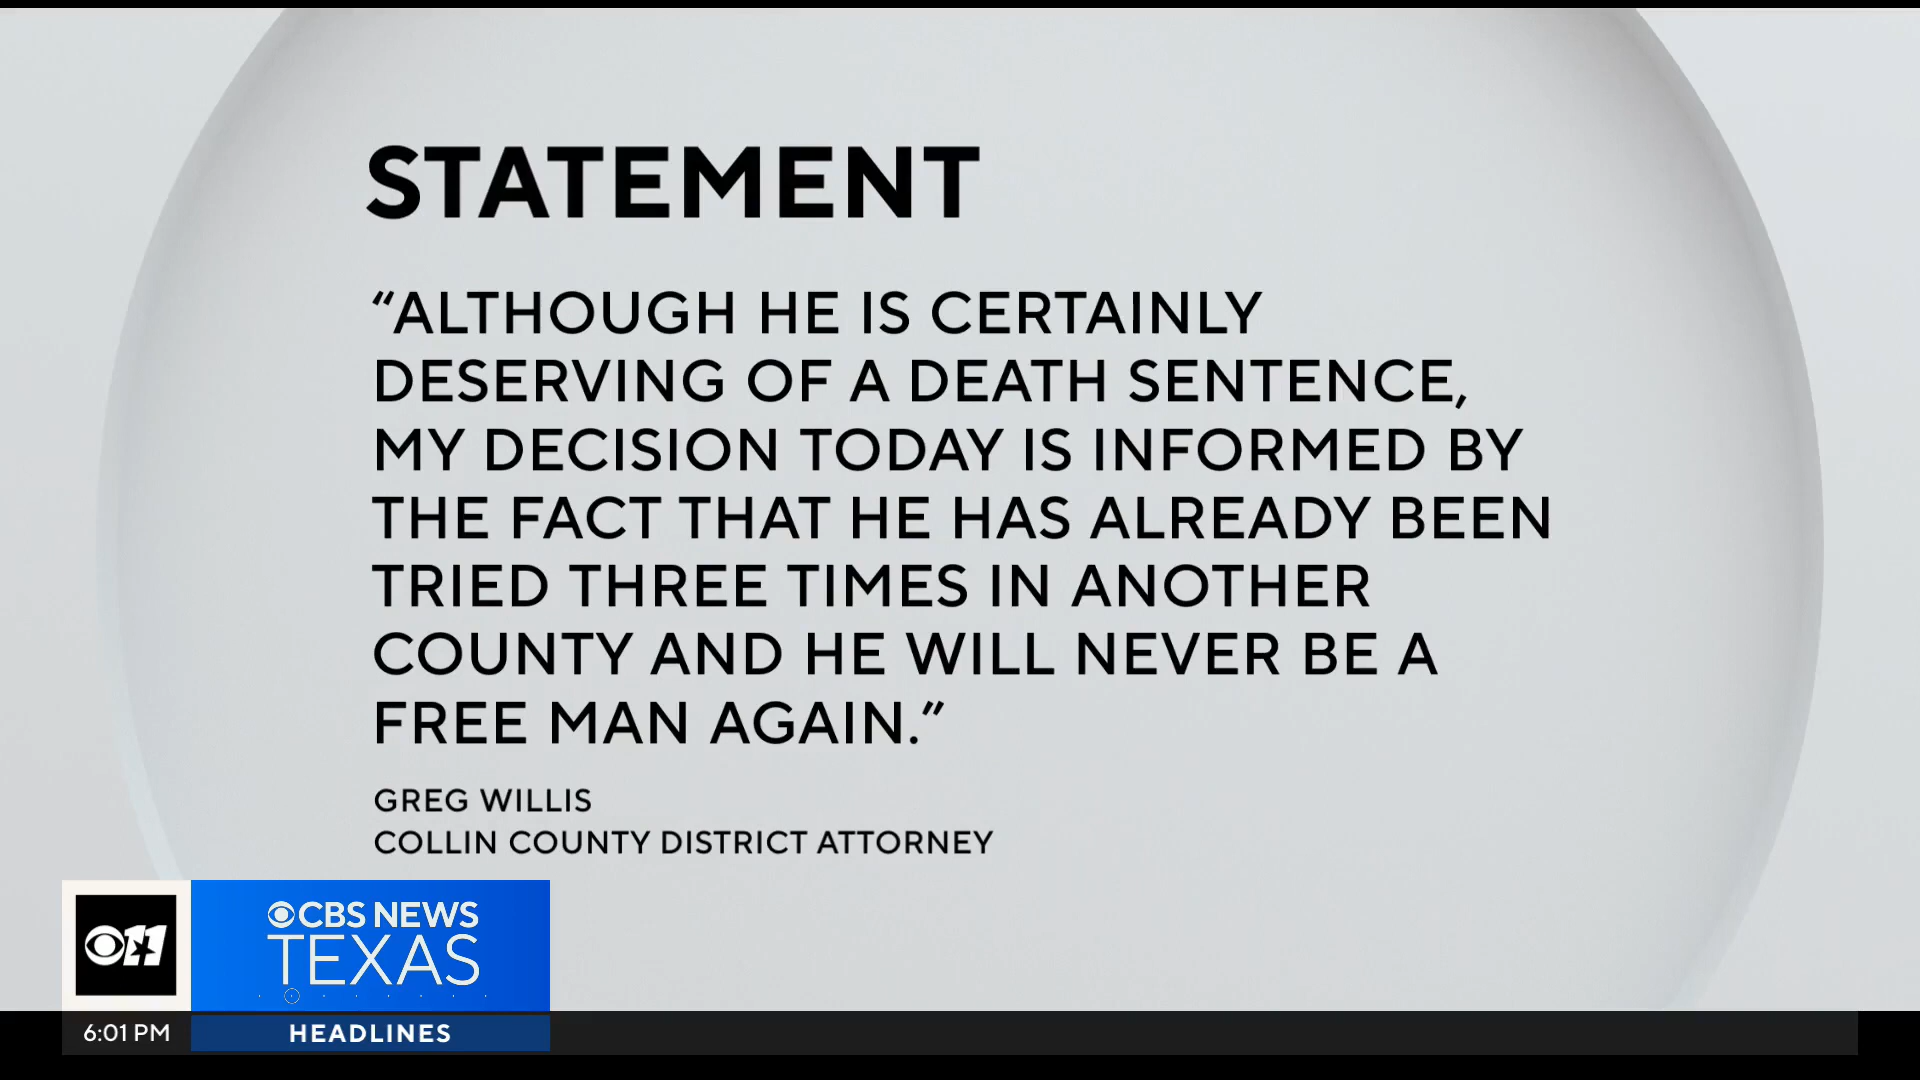 STATEMENT
“ALTHOUGH HE IS CERTAINLY
DESERVING OF A DEATH SENTENCE,
MY DECISION TODAY IS INFORMED BY
THE FACT THAT HE HAS ALREADY BEEN
TRIED THREE TIMES IN ANOTHER
COUNTY AND HE WILL NEVER BE A
FREE MAN AGAIN.”
GREG WILLIS
COLLIN COUNTY DISTRICT ATTORNEY
11
CBS NEWS
TEXAS
6:01 PM
HEADLINES